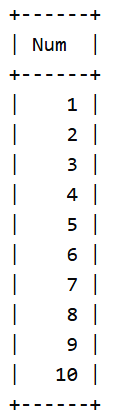 +------+
| Num  |
+------+
|    1 |
|    2 |
|    3 |
|    4 |
|    5 |
|    6 |
|    7 |
|    8 |
|    9 |
|   10 |
+------+